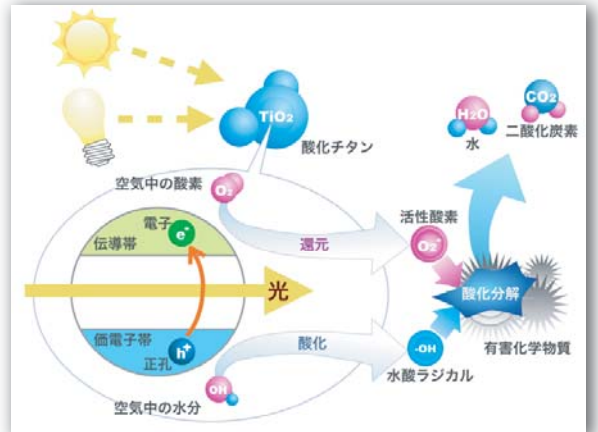 TiO₂
酸化チタン
H₂O
水
CO₂
二酸化炭素
空気中の酸素
O₂
電子
e⁻
伝導帯
還元
活性酸素
O₂⁻
光
酸化分解
有害化学物質
価電子帯
正孔
h⁺
酸化
·OH
水酸ラジカル
OH
空気中の水分